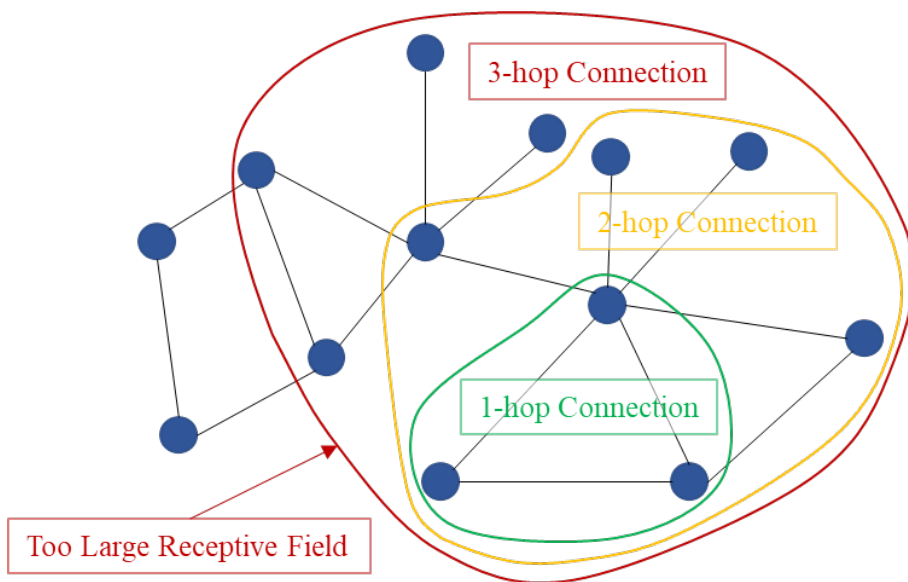 3-hop Connection
2-hop Connection
1-hop Connection
Too Large Receptive Field